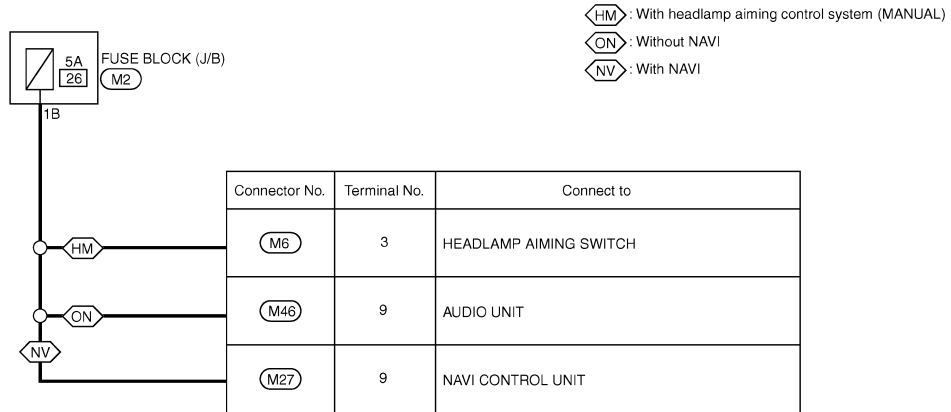 HM : With headlamp aiming control system (MANUAL)
ON : Without NAVI
NV : With NAVI
5A
26
FUSE BLOCK (J/B)
M2
1B
Connector No. Terminal No. Connect to
HM
M6 3 HEADLAMP AIMING SWITCH
ON
M46 9 AUDIO UNIT
NV
M27 9 NAVI CONTROL UNIT